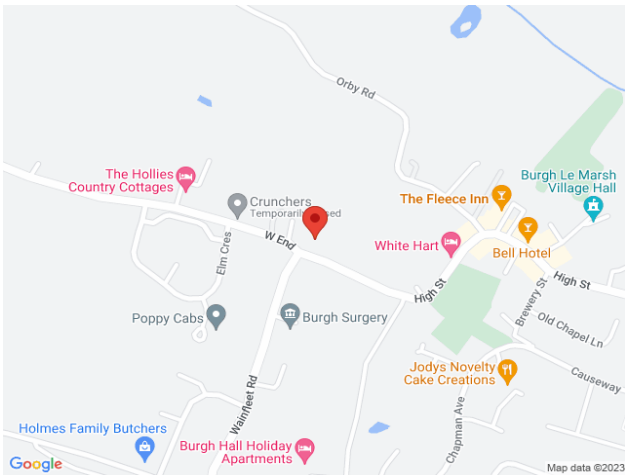 Orby Rd
The Hollies
Country Cottages
Burgh Le Marsh
Village Hall
Crunchers
The Fleece Inn
W End
White Hart
Bell Hotel
Elm Cres
High St
High St
Brewery St
Poppy Cabs
Burgh Surgery
Old Chapel Ln
Jodys Novelty
Cake Creations
Causeway
Wainfleet Rd
Chapman Ave
Holmes Family Butchers
Burgh Hall Holiday
Apartments
Google
Map data ©2023